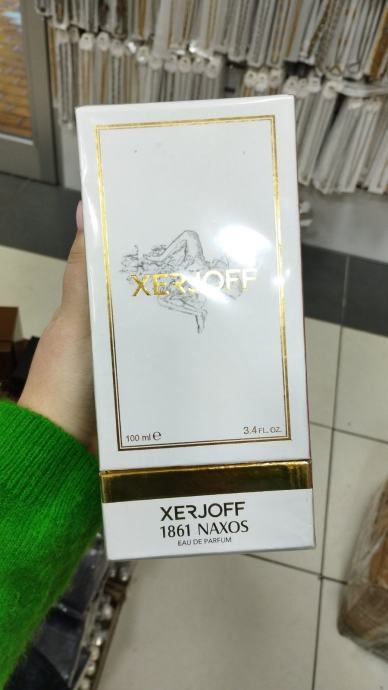 XERJOFF
100 ml ℮
3.4 FL. OZ.
XERJOFF
1861 NAXOS
EAU DE PARFUM